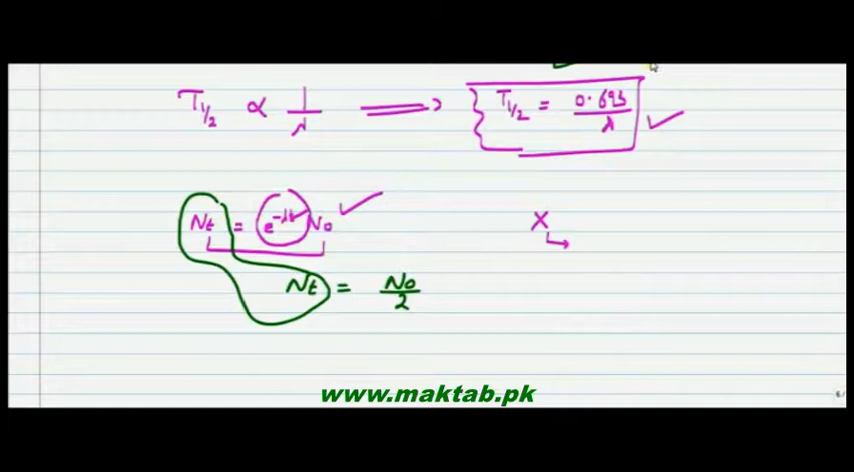 T1/2 ∝ 1/λ ⟹ T1/2 = 0.693/λ ✓
Nt = e^-λt No ✓ X
Nt = No/2
www.maktab.pk